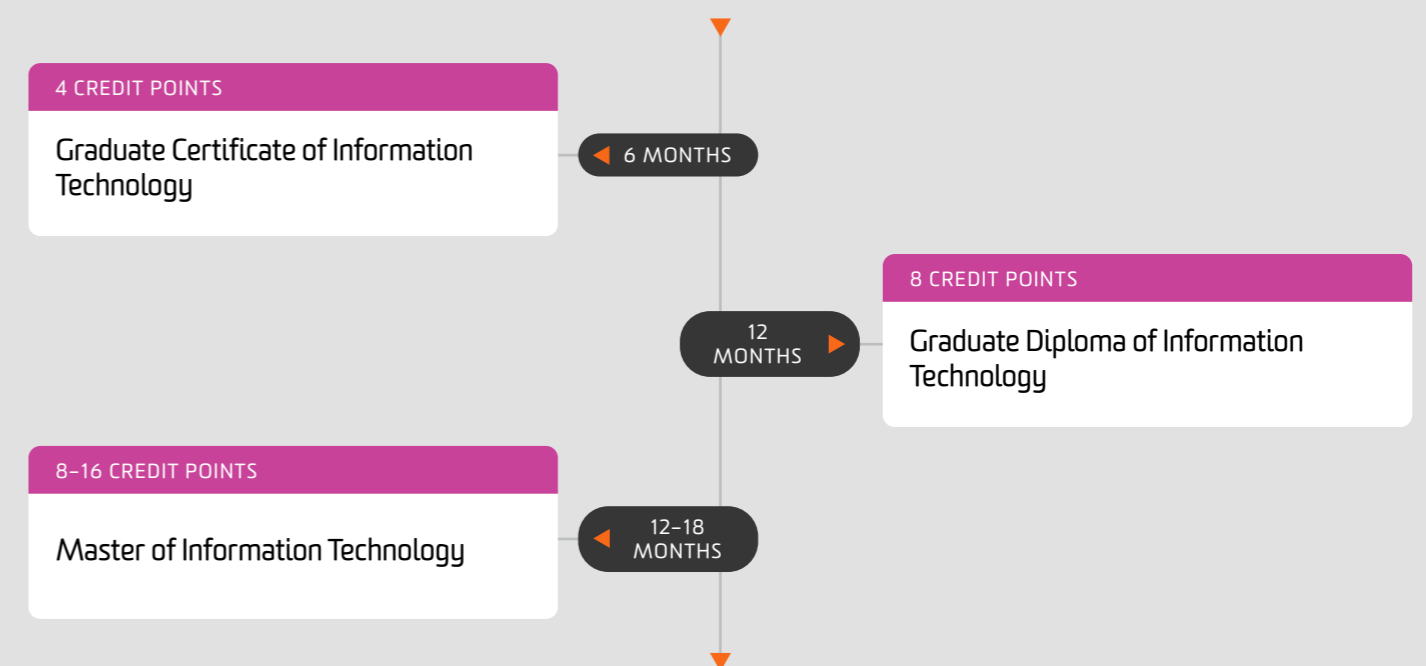 4 CREDIT POINTS
Graduate Certificate of Information
Technology
6 MONTHS
8 CREDIT POINTS
12
MONTHS
Graduate Diploma of Information
Technology
8–16 CREDIT POINTS
Master of Information Technology
12–18
MONTHS